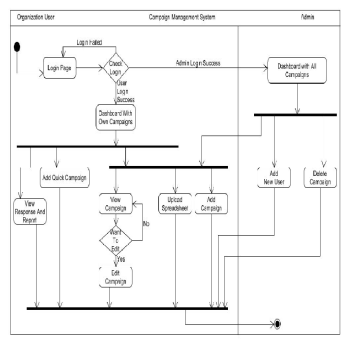 Organization User
Campaign Management System
Admin
Login Failed
Login Page
Check
Login
Admin Login Success
Dashboard with All
Campaigns
User
Login
Success
Dashboard With
Own Campaigns
Add Quick Campaign
View
Campaign
Upload
Spreadsheet
Add
Campaign
Add
New User
Delete
Campaign
View
Response And
Report
No
Want
To
Edit
Yes
Edit
Campaign